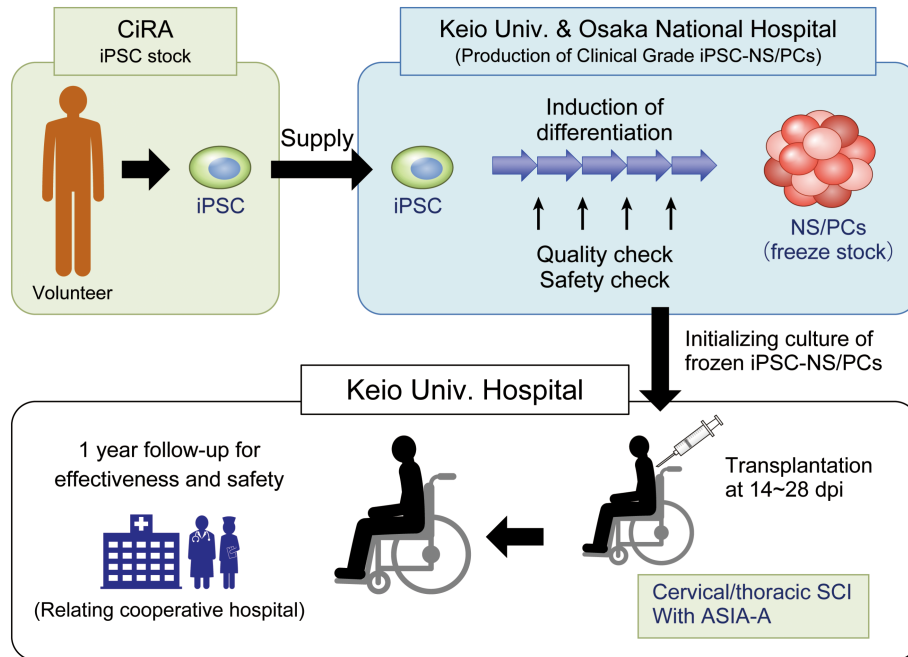 CiRA
iPSC stock
Keio Univ. & Osaka National Hospital
(Production of Clinical Grade iPSC-NS/PCs)
Volunteer
iPSC
Supply
iPSC
Induction of
differentiation
Quality check
Safety check
NS/PCs
(freeze stock)
Initializing culture of
frozen iPSC-NS/PCs
Keio Univ. Hospital
1 year follow-up for
effectiveness and safety
(Relating cooperative hospital)
Transplantation
at 14~28 dpi
Cervical/thoracic SCI
With ASIA-A